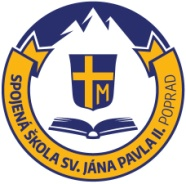 SPOJENÁ ŠKOLA SV. JÁNA PAVLA II. POPRAD
M